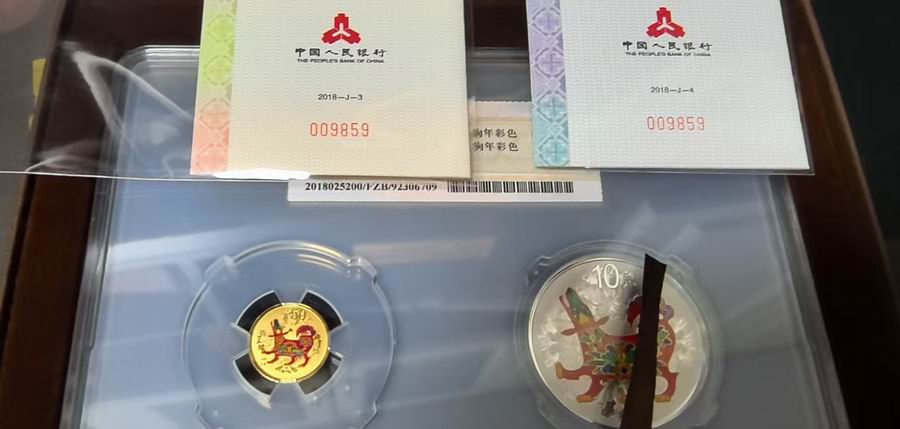 中国人民银行
THE PEOPLE'S BANK OF CHINA
2018-J-3
009859
中国人民银行
THE PEOPLE'S BANK OF CHINA
2018-J-4
009859
狗年彩色
狗年彩色
2018025200/FZB/92306709
50
10